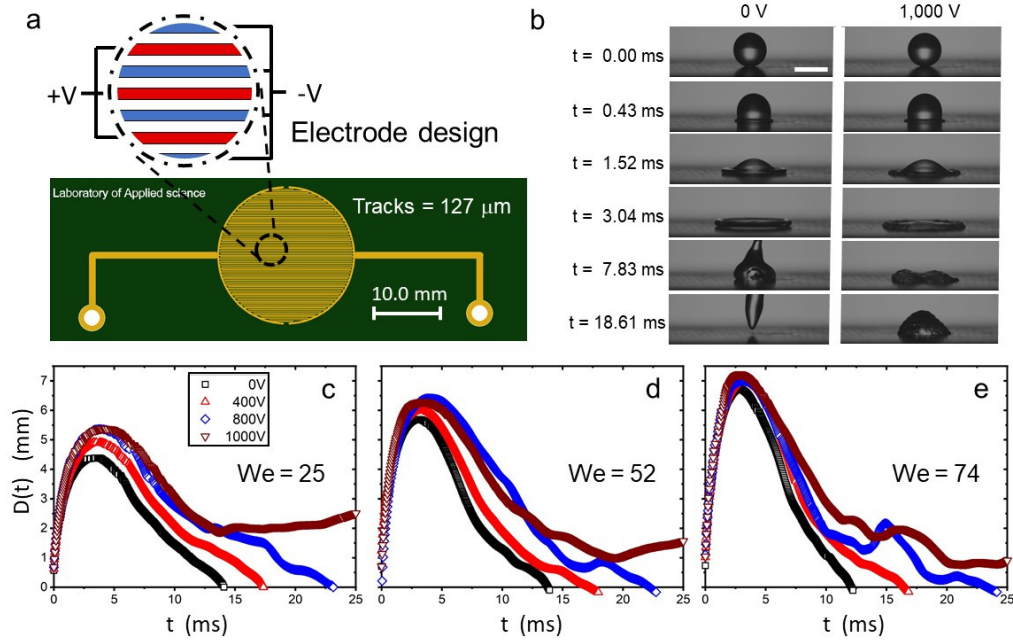 a
+V
-V
Electrode design
Laboratory of Applied science
Tracks = 127 μm
10.0 mm
b
0 V
1,000 V
t = 0.00 ms
t = 0.43 ms
t = 1.52 ms
t = 3.04 ms
t = 7.83 ms
t = 18.61 ms
c
0V
400V
800V
1000V
We = 25
D(t) (mm)
7
6
5
4
3
2
1
0
0 5 10 15 20 25
t (ms)
d
We = 52
0 5 10 15 20 25
t (ms)
e
We = 74
0 5 10 15 20 25
t (ms)